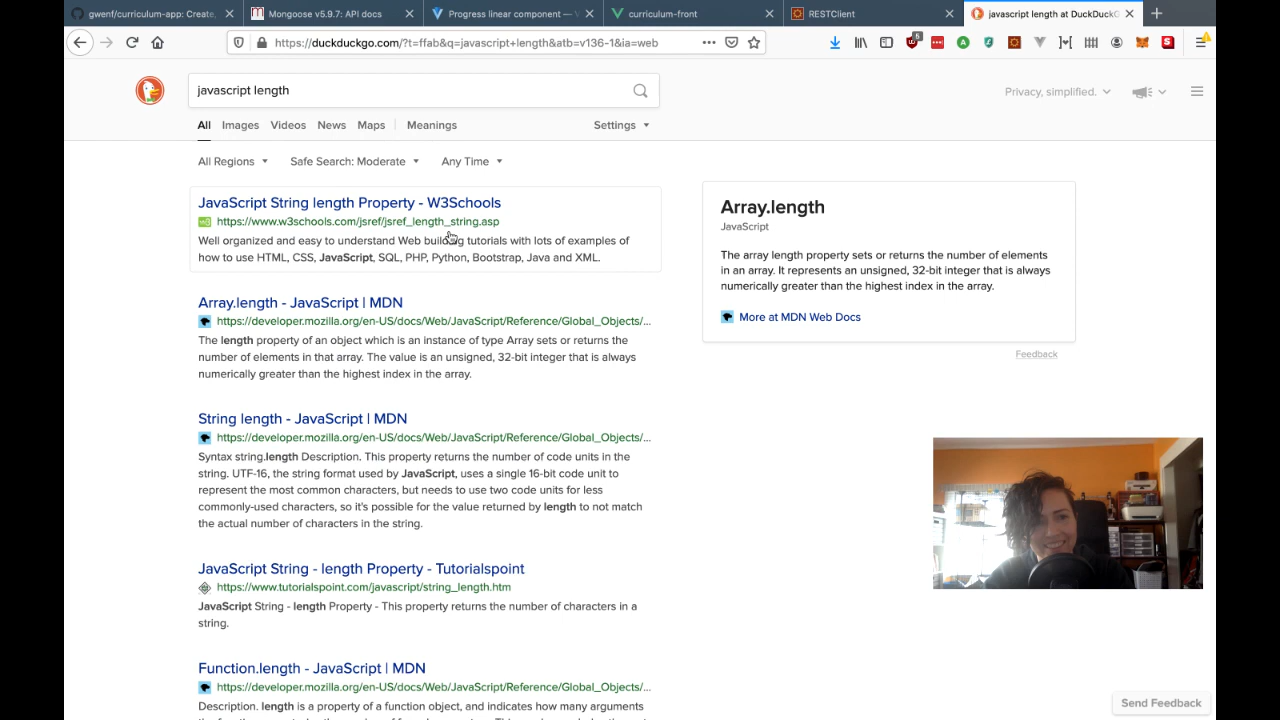 gwenf/curriculum-app: Create,
Mongoose v5.9.7: API docs
Progress linear component — V
curriculum-front
RESTClient
javascript length at DuckDuckG
https://duckduckgo.com/?t=ffab&q=javascript+length&atb=v136-1&ia=web
5
javascript length
Privacy, simplified.
All Images Videos News Maps Meanings Settings
All Regions Safe Search: Moderate Any Time
JavaScript String length Property - W3Schools
https://www.w3schools.com/jsref/jsref_length_string.asp
Well organized and easy to understand Web building tutorials with lots of examples of
how to use HTML, CSS, JavaScript, SQL, PHP, Python, Bootstrap, Java and XML.
Array.length - JavaScript | MDN
https://developer.mozilla.org/en-US/docs/Web/JavaScript/Reference/Global_Objects/...
The length property of an object which is an instance of type Array sets or returns the
number of elements in that array. The value is an unsigned, 32-bit integer that is always
numerically greater than the highest index in the array.
String length - JavaScript | MDN
https://developer.mozilla.org/en-US/docs/Web/JavaScript/Reference/Global_Objects/...
Syntax string.length Description. This property returns the number of code units in the
string. UTF-16, the string format used by JavaScript, uses a single 16-bit code unit to
represent the most common characters, but needs to use two code units for less
commonly-used characters, so it's possible for the value returned by length to not match
the actual number of characters in the string.
JavaScript String - length Property - Tutorialspoint
https://www.tutorialspoint.com/javascript/string_length.htm
JavaScript String - length Property - This property returns the number of characters in a
string.
Function.length - JavaScript | MDN
https://developer.mozilla.org/en-US/docs/Web/JavaScript/Reference/Global_Objects/...
Description. length is a property of a function object, and indicates how many arguments
Array.length
JavaScript
The array length property sets or returns the number of elements
in an array. It represents an unsigned, 32-bit integer that is always
numerically greater than the highest index in the array.
More at MDN Web Docs
Feedback
Send Feedback